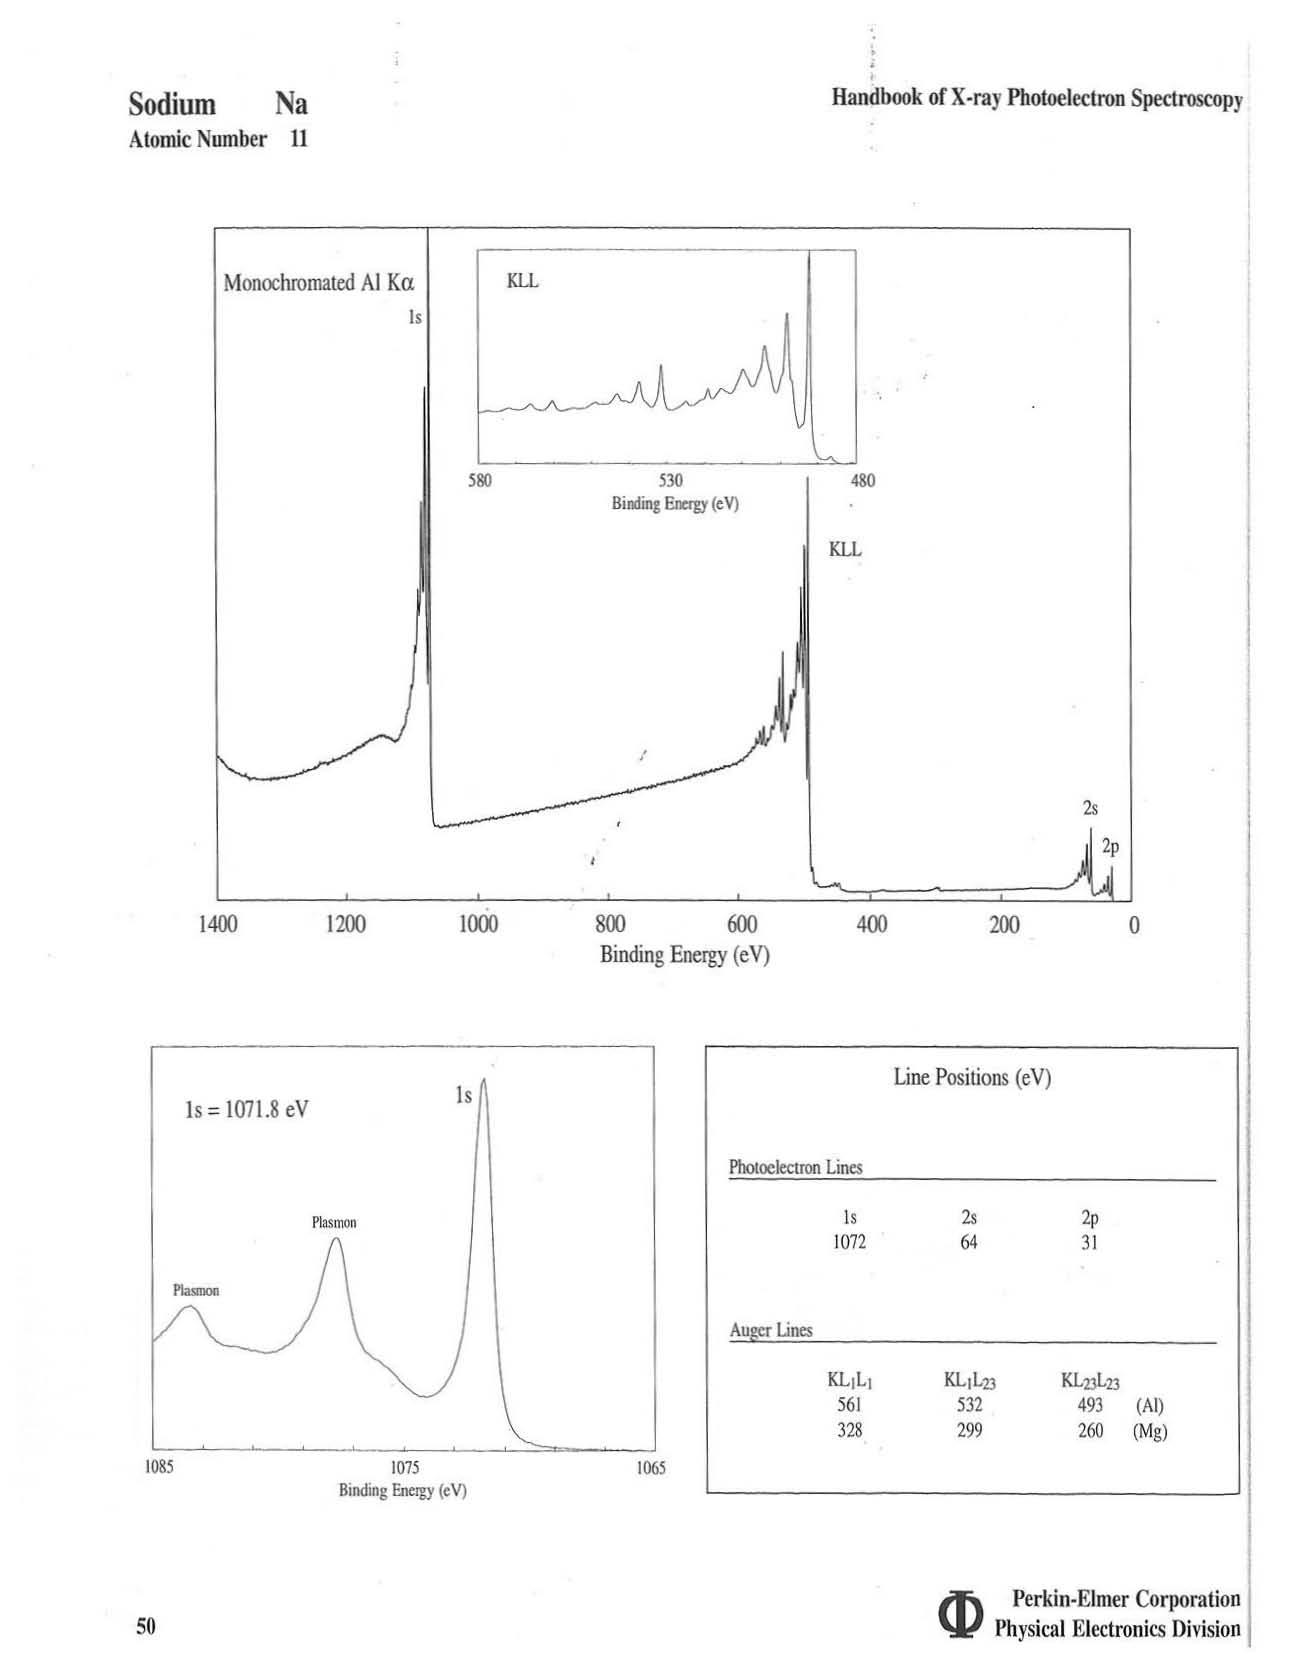 Sodium Na
Atomic Number 11
Handbook of X-ray Photoelectron Spectroscopy
Monochromated Al Kα
1s
KLL
580 530 480
Binding Energy (eV)
KLL
2s
2p
1400 1200 1000 800 600 400 200 0
Binding Energy (eV)
1s = 1071.8 eV
1s
Plasmon
Plasmon
1085 1075 1065
Binding Energy (eV)
Line Positions (eV)
Photoelectron Lines
1s 2s 2p
1072 64 31
Auger Lines
KL₁L₁ KL₁L₂₃ KL₂₃L₂₃
561 532 493 (Al)
328 299 260 (Mg)
50
Perkin-Elmer Corporation
Physical Electronics Division